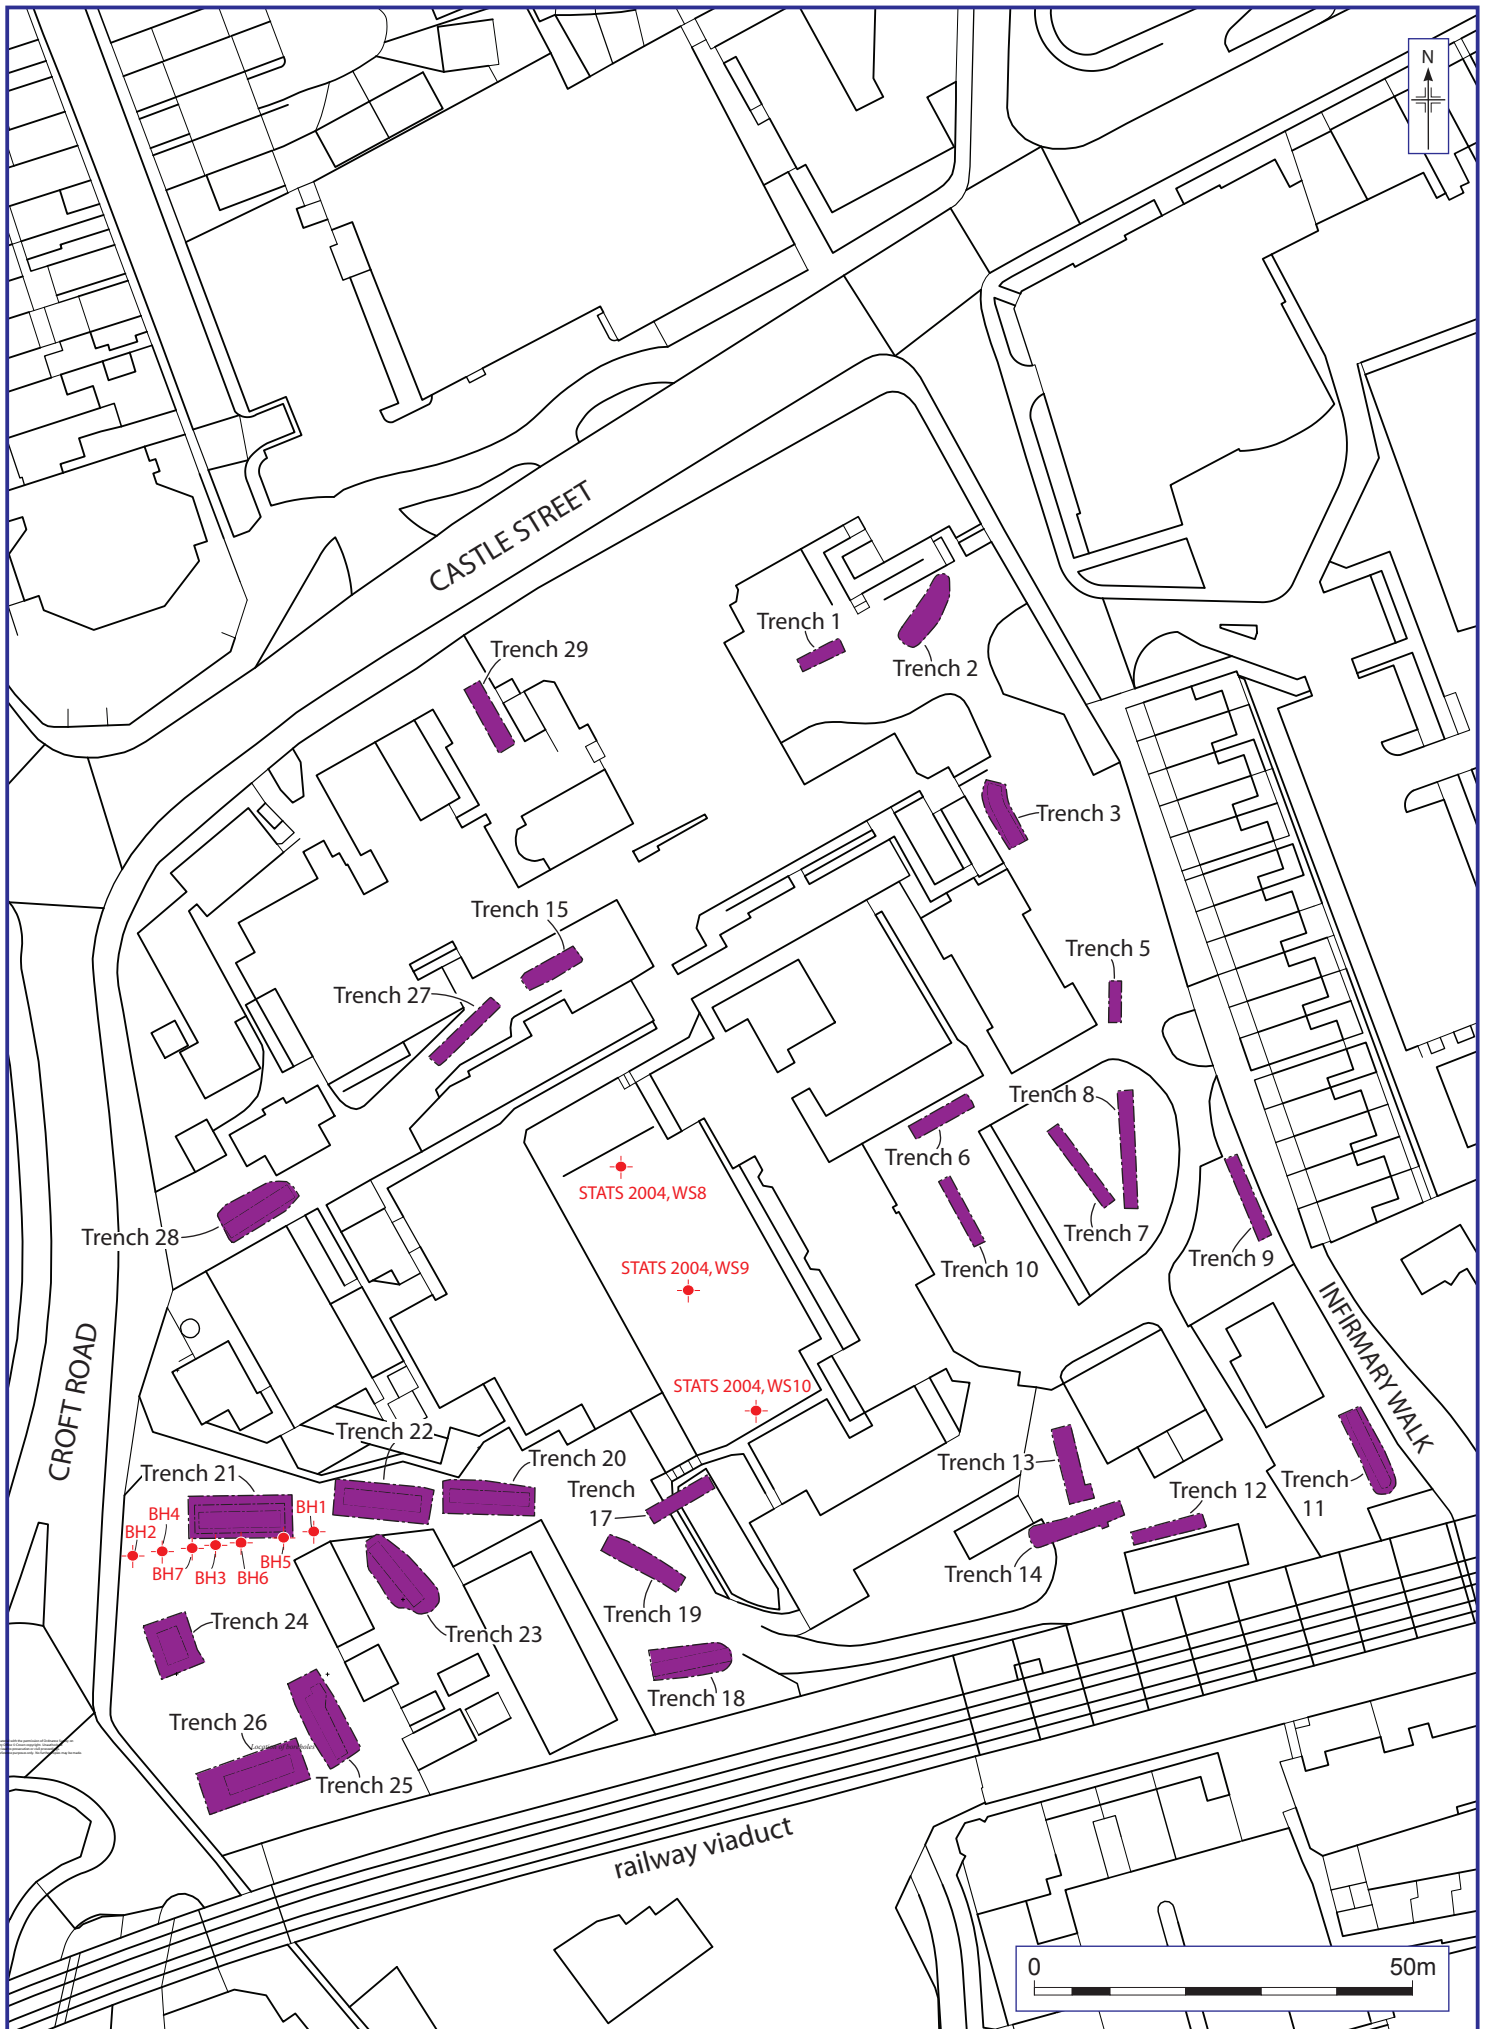 N
CASTLE STREET
Trench 1
Trench 29
Trench 2
Trench 3
Trench 15
Trench 5
Trench 27
Trench 8
Trench 6
STATS 2004, WS8
Trench 28
Trench 7
Trench 9
STATS 2004, WS9
Trench 10
INFIRMARY WALK
CROFT ROAD
STATS 2004, WS10
Trench 22
Trench 20
Trench 13
Trench 21
Trench
17
Trench
11
Trench 12
BH4
BH1
BH2
BH5
BH7
BH3
BH6
Trench 14
Trench 19
Trench 24
Trench 23
Trench 18
Trench 26
Location of boreholes
Trench 25
railway viaduct
0
50m